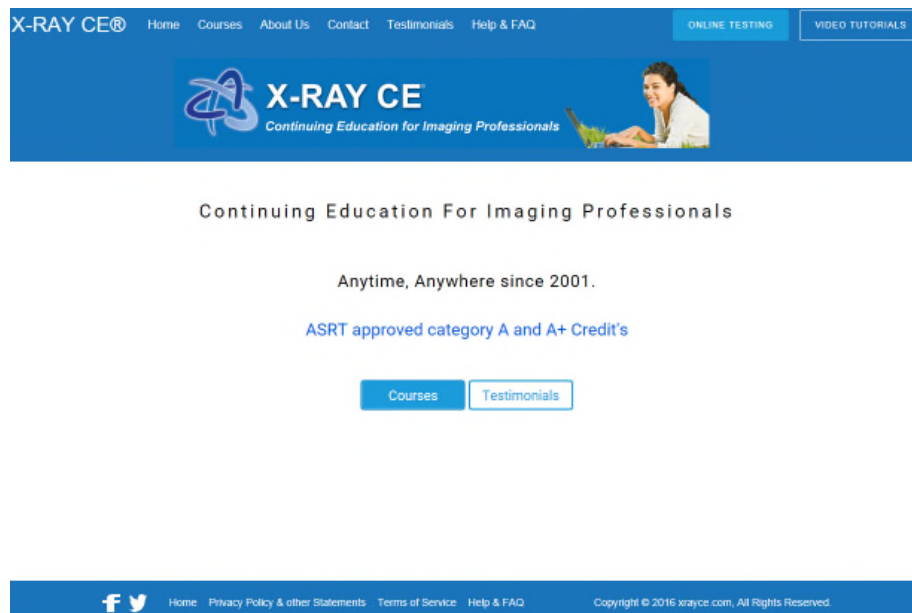 X-RAY CE® Home Courses About Us Contact Testimonials Help & FAQ ONLINE TESTING VIDEO TUTORIALS
X-RAY CE
Continuing Education for Imaging Professionals
Continuing Education For Imaging Professionals
Anytime, Anywhere since 2001.
ASRT approved category A and A+ Credit's
Courses Testimonials
Home Privacy Policy & other Statements Terms of Service Help & FAQ Copyright © 2016 xrayce.com, All Rights Reserved.